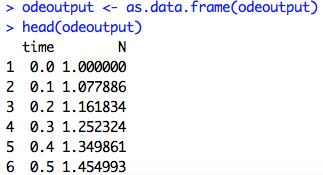 > odeoutput <- as.data.frame(odeoutput)
> head(odeoutput)
time N
1 0.0 1.000000
2 0.1 1.077886
3 0.2 1.161834
4 0.3 1.252324
5 0.4 1.349861
6 0.5 1.454993